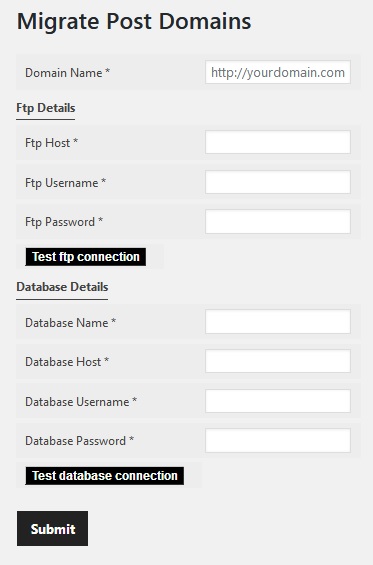 Migrate Post Domains
Domain Name * http://yourdomain.com
Ftp Details
Ftp Host *
Ftp Username *
Ftp Password *
Test ftp connection
Database Details
Database Name *
Database Host *
Database Username *
Database Password *
Test database connection
Submit